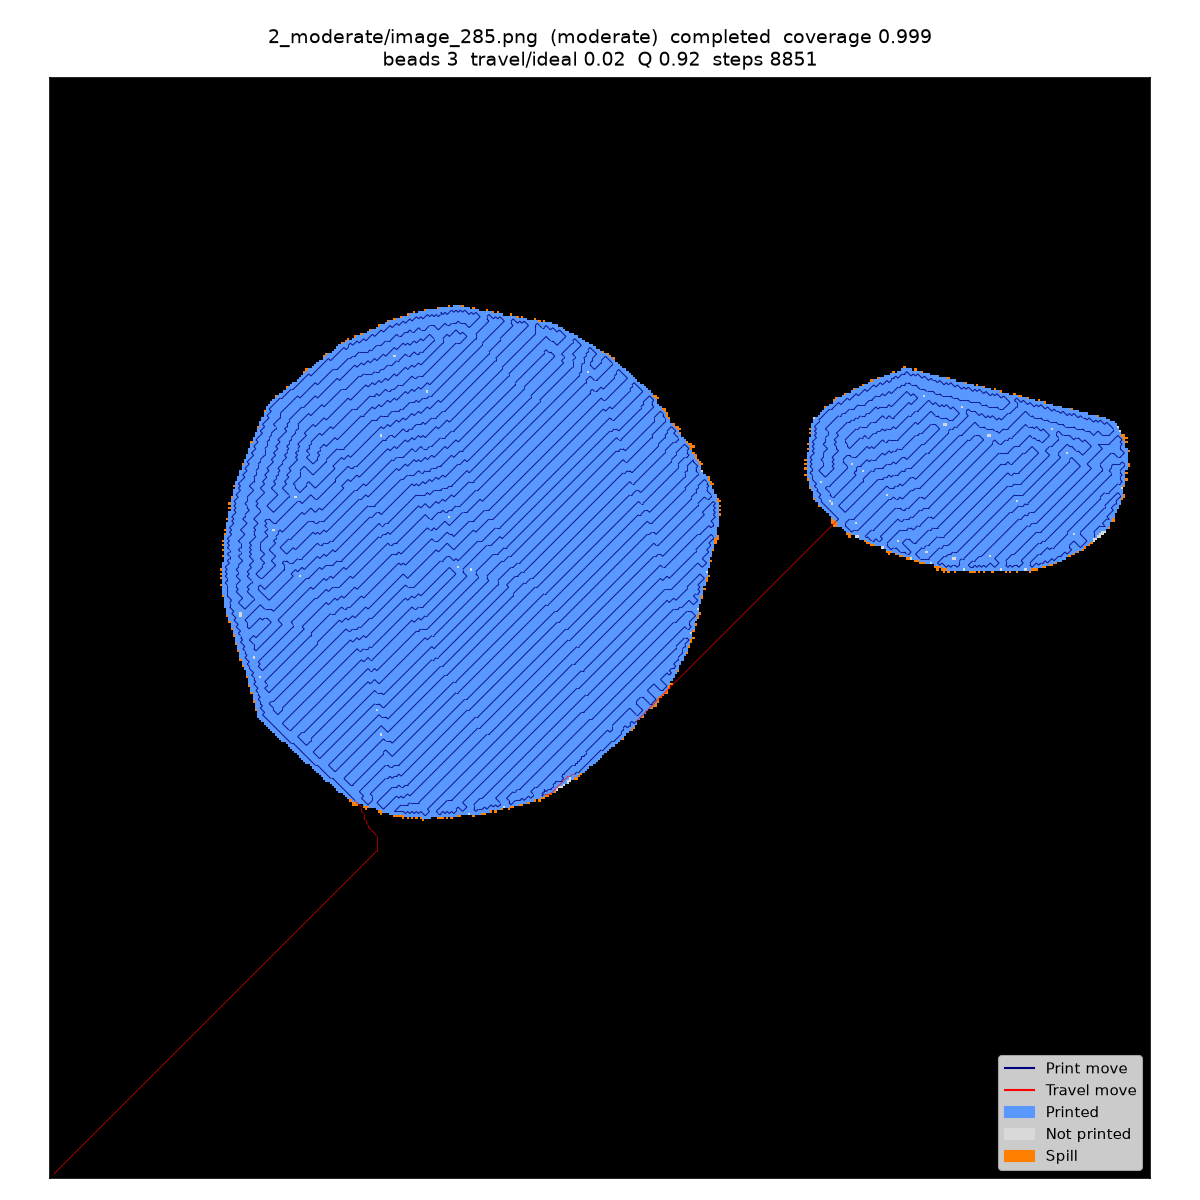 2_moderate/image_285.png  (moderate)  completed  coverage 0.999
beads 3  travel/ideal 0.02  Q 0.92  steps 8851
Print move
Travel move
Printed
Not printed
Spill